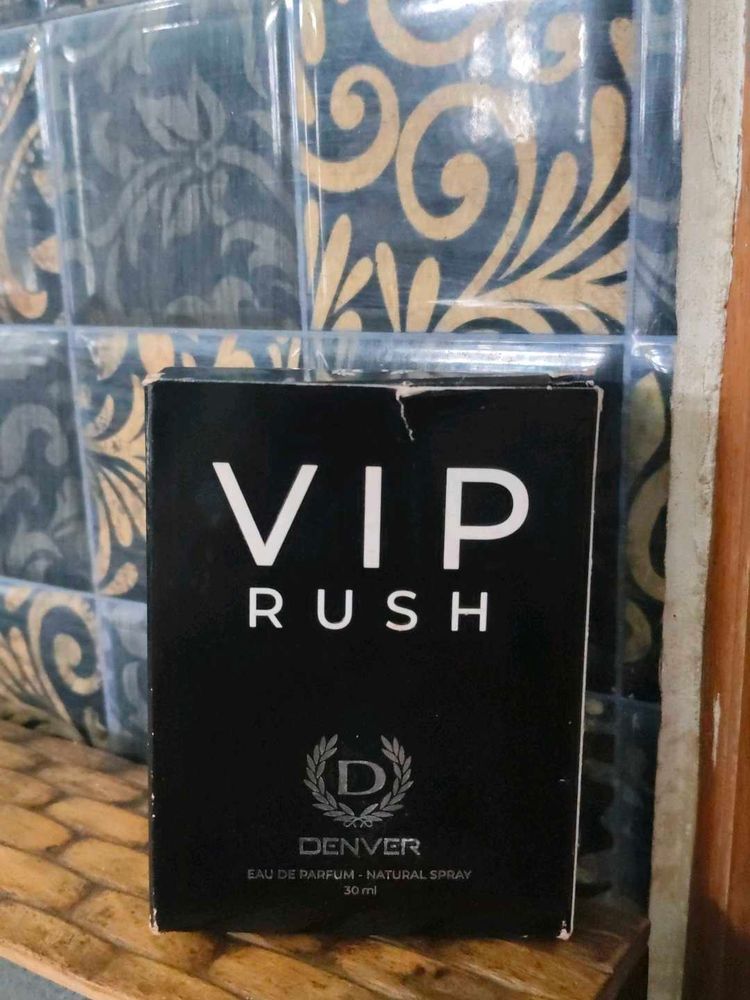 VIP
RUSH
D
DENVER
EAU DE PARFUM - NATURAL SPRAY
30 ml